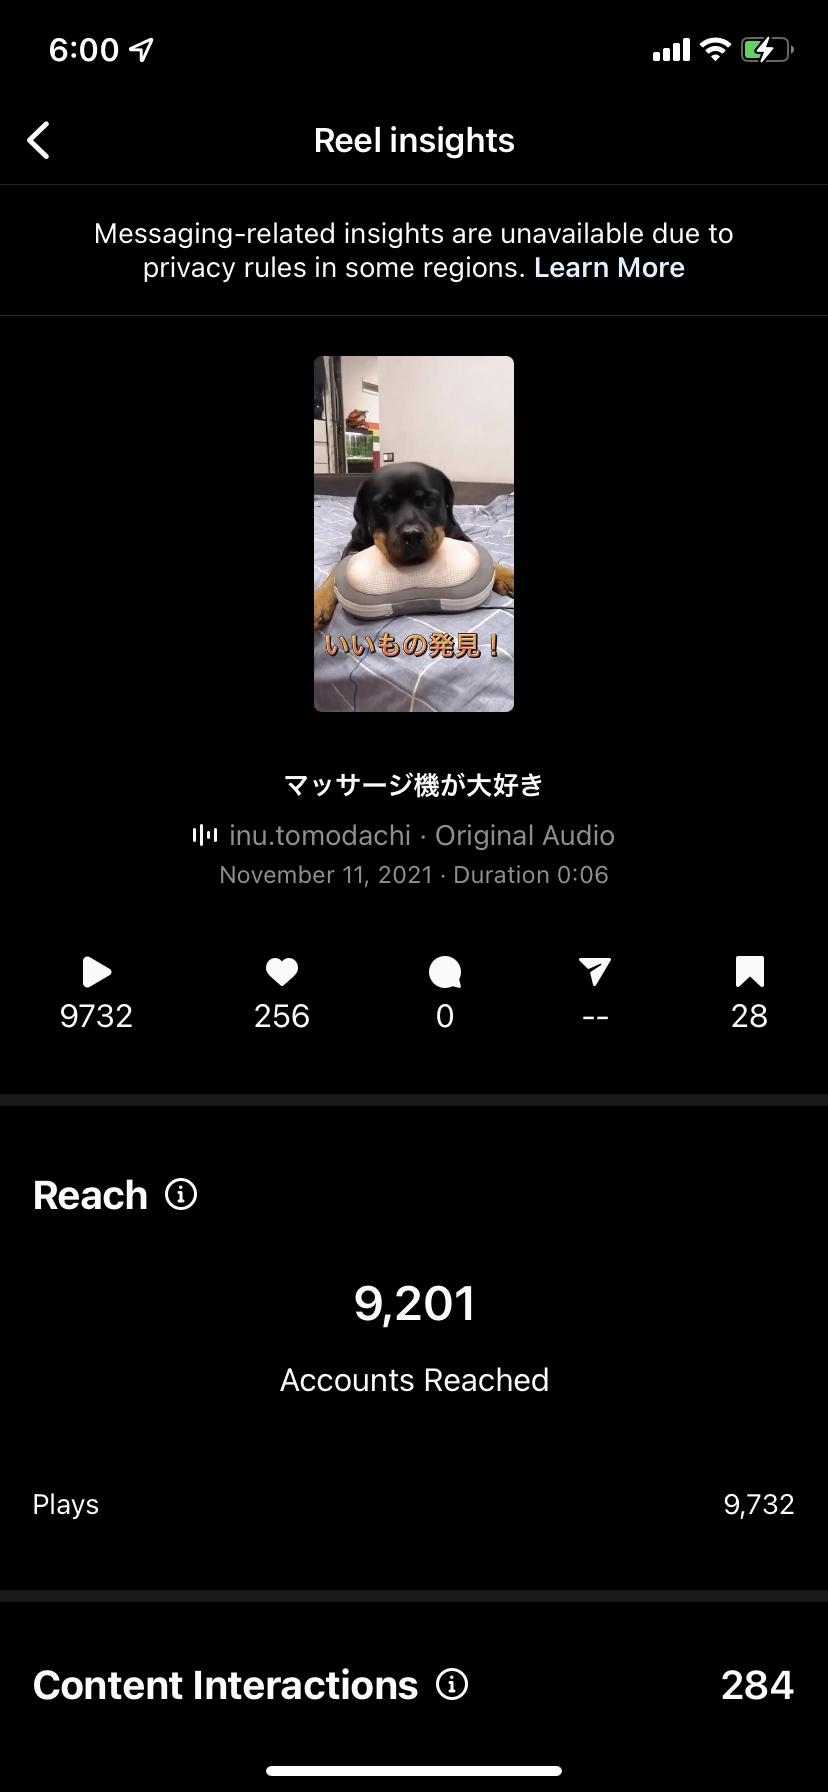 6:00
Reel insights
Messaging-related insights are unavailable due to
privacy rules in some regions. Learn More
いいもの発見！
マッサージ機が大好き
inu.tomodachi · Original Audio
November 11, 2021 · Duration 0:06
9732 256 0 -- 28
Reach
9,201
Accounts Reached
Plays 9,732
Content Interactions 284